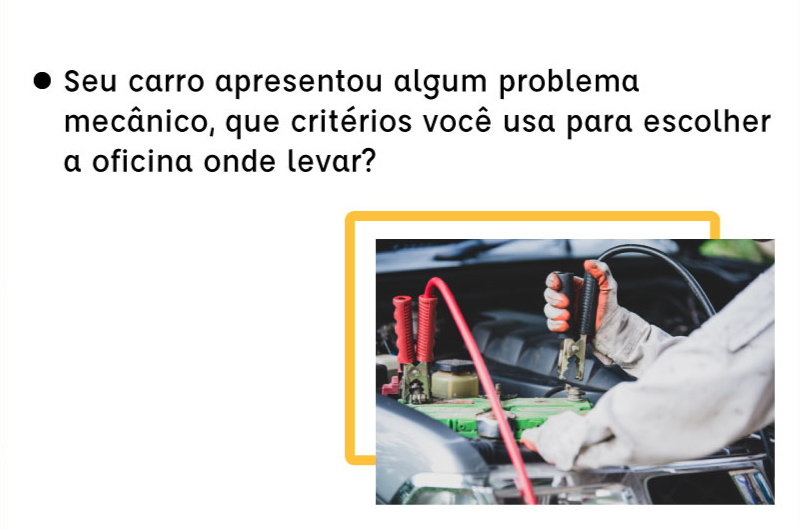 ● Seu carro apresentou algum problema
mecânico, que critérios você usa para escolher
a oficina onde levar?